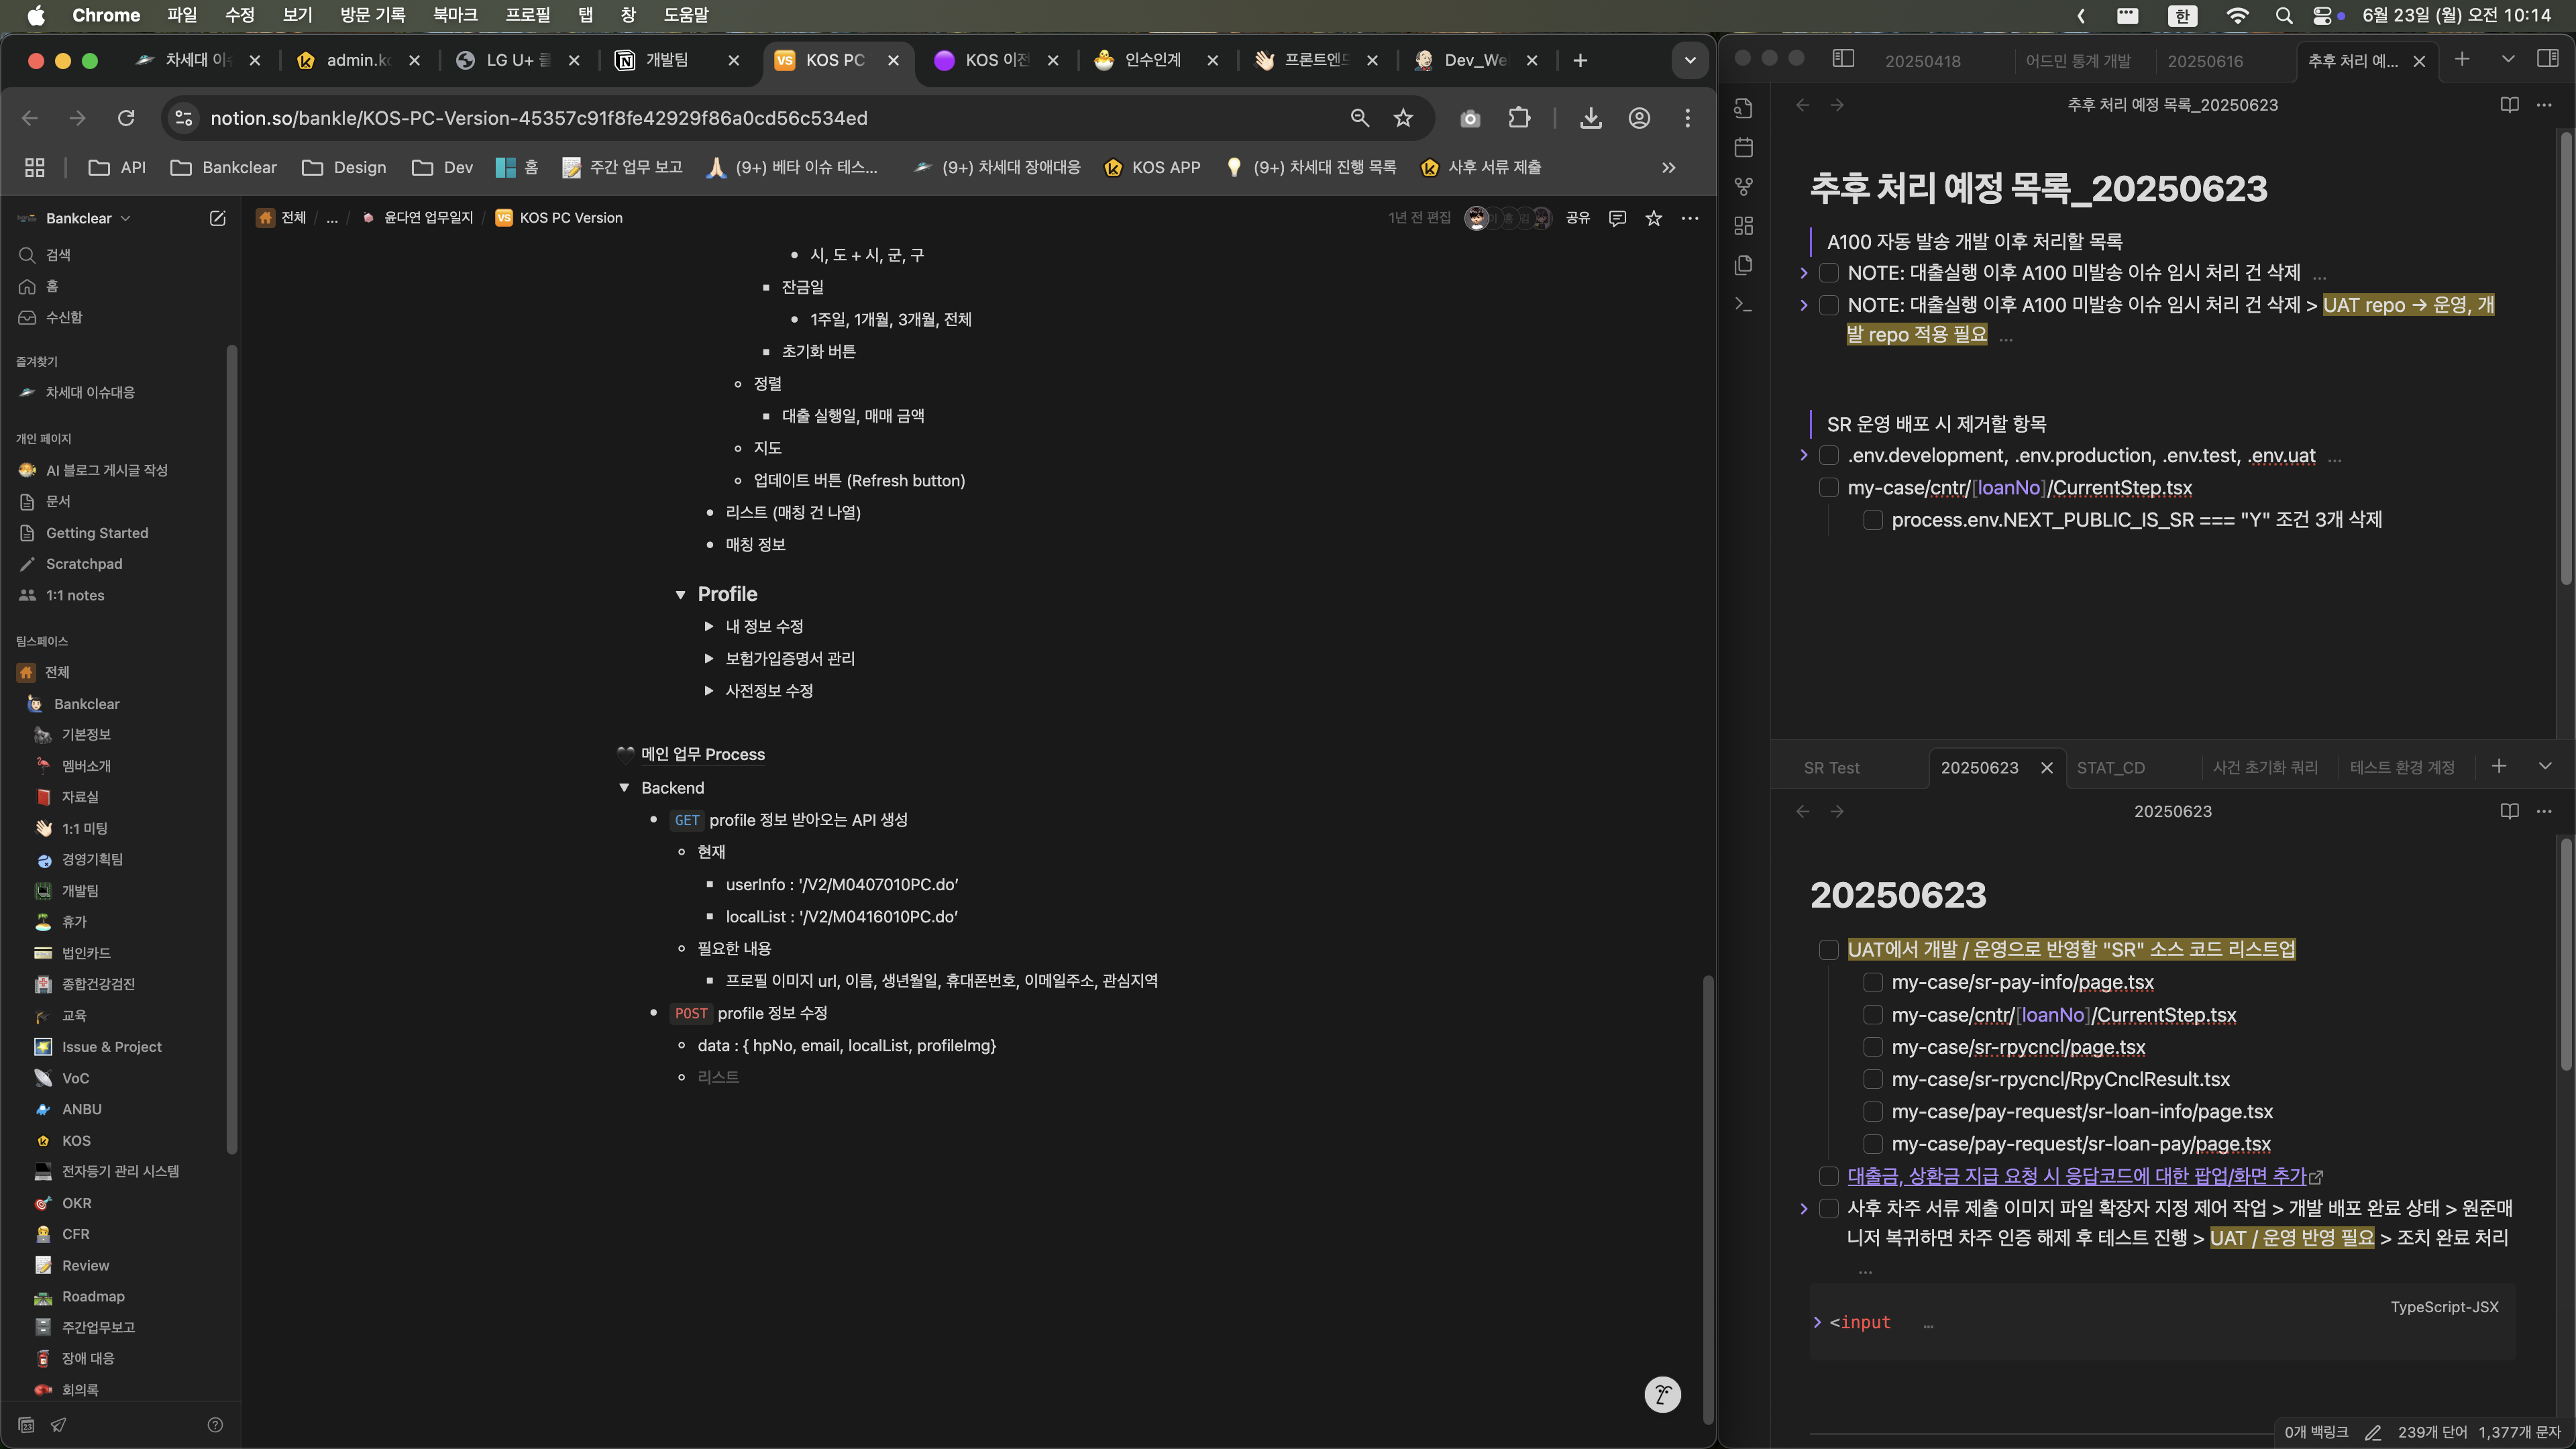 Chrome 파일 수정 보기 방문 기록 북마크 프로필 탭 창 도움말
한 6월 23일 (월) 오전 10:14
차세대 이 admin.k LG U+ 개발팀 KOS PC KOS 이전 인수인계 프론트엔드 Dev_We
notion.so/bankle/KOS-PC-Version-45357c91f8fe42929f86a0cd56c534ed
API Bankclear Design Dev 홈 주간 업무 보고 (9+) 베타 이슈 테스... (9+) 차세대 장애대응 KOS APP (9+) 차세대 진행 목록 사후 서류 제출
Bankclear
검색
홈
수신함
즐겨찾기
차세대 이슈대응
개인 페이지
AI 블로그 게시글 작성
문서
Getting Started
Scratchpad
1:1 notes
팀스페이스
전체
Bankclear
기본정보
멤버소개
자료실
1:1 미팅
경영기획팀
개발팀
휴가
법인카드
종합건강검진
교육
Issue & Project
VoC
ANBU
KOS
전자등기 관리 시스템
OKR
CFR
Review
Roadmap
주간업무보고
장애 대응
회의록
전체 / ... / 윤다연 업무일지 / VS KOS PC Version
1년 전 편집 공유
시, 도 + 시, 군, 구
잔금일
1주일, 1개월, 3개월, 전체
초기화 버튼
정렬
대출 실행일, 매매 금액
지도
업데이트 버튼 (Refresh button)
리스트 (매칭 건 나열)
매칭 정보
Profile
내 정보 수정
보험가입증명서 관리
사전정보 수정
🖤 메인 업무 Process
Backend
GET profile 정보 받아오는 API 생성
현재
userInfo : '/V2/M0407010PC.do’
localList : '/V2/M0416010PC.do’
필요한 내용
프로필 이미지 url, 이름, 생년월일, 휴대폰번호, 이메일주소, 관심지역
POST profile 정보 수정
data : { hpNo, email, localList, profileImg}
리스트
20250418 어드민 통계 개발 20250616 추후 처리 예...
추후 처리 예정 목록_20250623
추후 처리 예정 목록_20250623
A100 자동 발송 개발 이후 처리할 목록
NOTE: 대출실행 이후 A100 미발송 이슈 임시 처리 건 삭제 ...
NOTE: 대출실행 이후 A100 미발송 이슈 임시 처리 건 삭제 > UAT repo → 운영, 개
발 repo 적용 필요 ...
SR 운영 배포 시 제거할 항목
.env.development, .env.production, .env.test, .env.uat ...
my-case/cntr/[loanNo]/CurrentStep.tsx
process.env.NEXT_PUBLIC_IS_SR === "Y" 조건 3개 삭제
SR Test 20250623 STAT_CD 사건 초기화 쿼리 테스트 환경 계정
20250623
20250623
UAT에서 개발 / 운영으로 반영할 "SR" 소스 코드 리스트업
my-case/sr-pay-info/page.tsx
my-case/cntr/[loanNo]/CurrentStep.tsx
my-case/sr-rpycncl/page.tsx
my-case/sr-rpycncl/RpyCnclResult.tsx
my-case/pay-request/sr-loan-info/page.tsx
my-case/pay-request/sr-loan-pay/page.tsx
대출금, 상환금 지급 요청 시 응답코드에 대한 팝업/화면 추가
사후 차주 서류 제출 이미지 파일 확장자 지정 제어 작업 > 개발 배포 완료 상태 > 원준매
니저 복귀하면 차주 인증 해제 후 테스트 진행 > UAT / 운영 반영 필요 > 조치 완료 처리
...
TypeScript-JSX
<input ...
0개 백링크 239개 단어 1,377개 문자